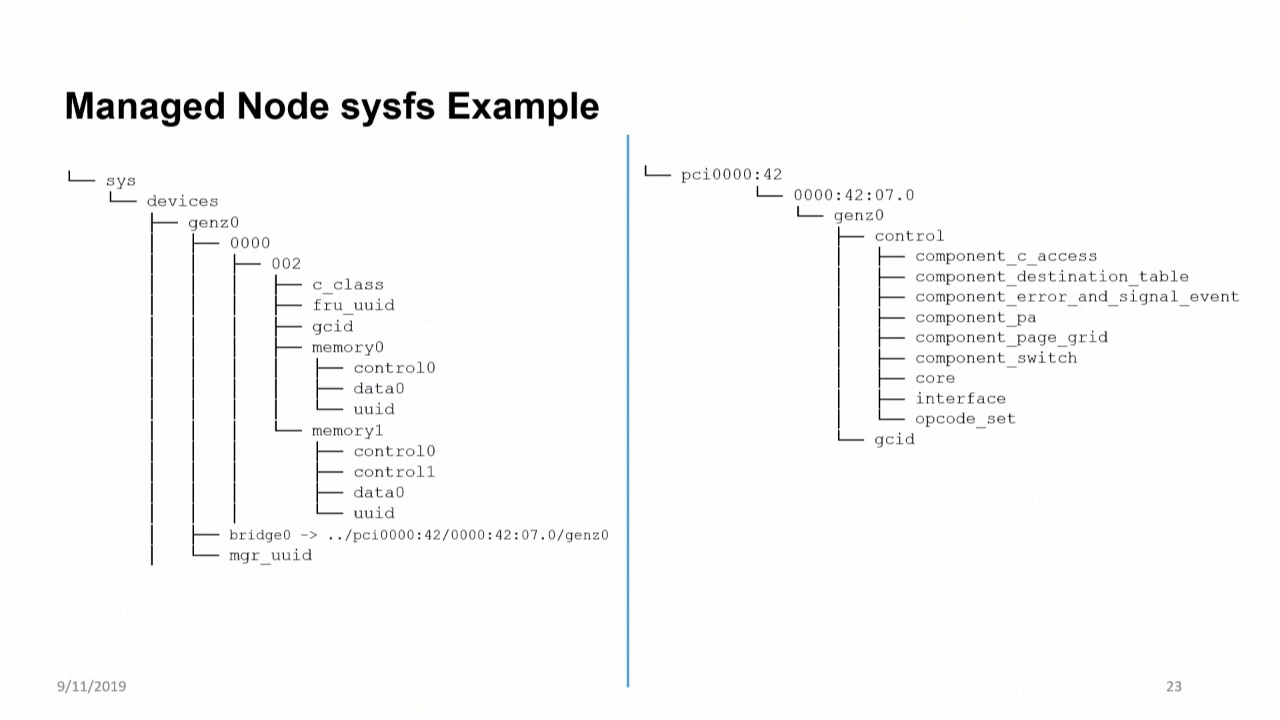 Managed Node sysfs Example
sys
devices
genz0
0000
002
c_class
fru_uuid
gcid
memory0
control0
data0
uuid
memory1
control0
control1
data0
uuid
bridge0 -> ../pci0000:42/0000:42:07.0/genz0
mgr_uuid
pci0000:42
0000:42:07.0
genz0
control
component_c_access
component_destination_table
component_error_and_signal_event
component_pa
component_page_grid
component_switch
core
interface
opcode_set
gcid
9/11/2019
23